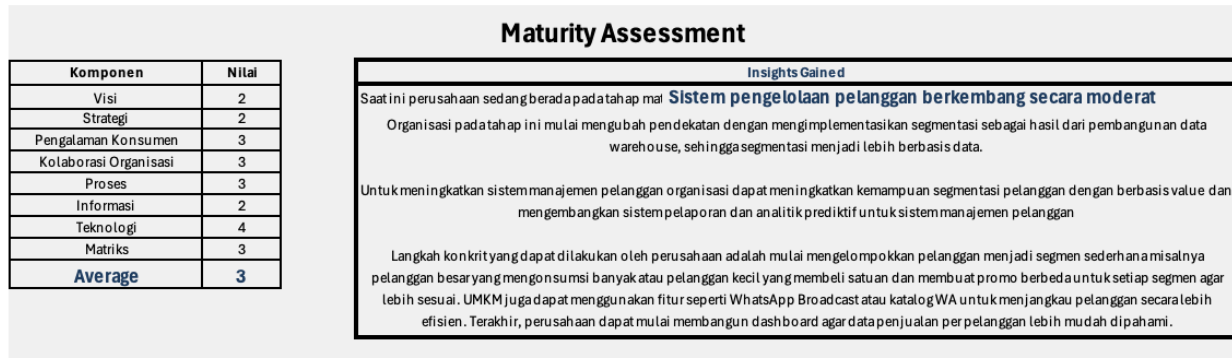 Maturity Assessment
Komponen Nilai
Visi 2
Strategi 2
Pengalaman Konsumen 3
Kolaborasi Organisasi 3
Proses 3
Informasi 2
Teknologi 4
Matriks 3
Average 3
Insights Gained
Saat ini perusahaan sedang berada pada tahap mat Sistem pengelolaan pelanggan berkembang secara moderat
Organisasi pada tahap ini mulai mengubah pendekatan dengan mengimplementasikan segmentasi sebagai hasil dari pembangunan data
warehouse, sehingga segmentasi menjadi lebih berbasis data.
Untuk meningkatkan sistem manajemen pelanggan organisasi dapat meningkatkan kemampuan segmentasi pelanggan dengan berbasis value dan
mengembangkan sistem pelaporan dan analitik prediktif untuk sistem manajemen pelanggan
Langkah konkrit yang dapat dilakukan oleh perusahaan adalah mulai mengelompokkan pelanggan menjadi segmen sederhana misalnya
pelanggan besar yang mengonsumsi banyak atau pelanggan kecil yang membeli satuan dan membuat promo berbeda untuk setiap segmen agar
lebih sesuai. UMKM juga dapat menggunakan fitur seperti WhatsApp Broadcast atau katalog WA untuk menjangkau pelanggan secara lebih
efisien. Terakhir, perusahaan dapat mulai membangun dashboard agar data penjualan per pelanggan lebih mudah dipahami.